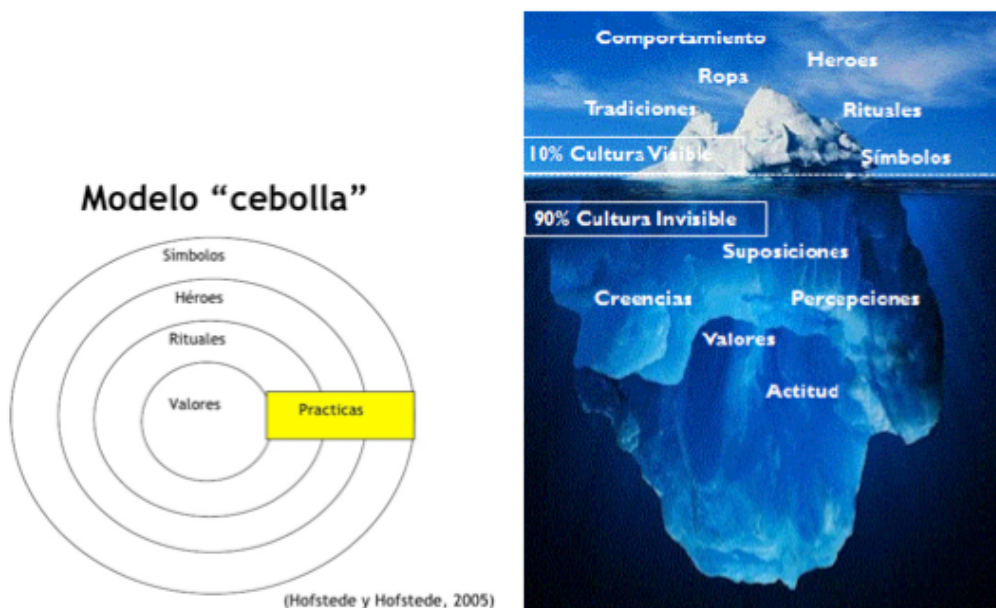 Modelo “cebolla”
Símbolos
Héroes
Rituales
Valores
Practicas
(Hofstede y Hofstede, 2005)
Comportamiento
Heroes
Ropa
Tradiciones
Rituales
10% Cultura Visible
Símbolos
90% Cultura Invisible
Suposiciones
Creencias
Percepciones
Valores
Actitud